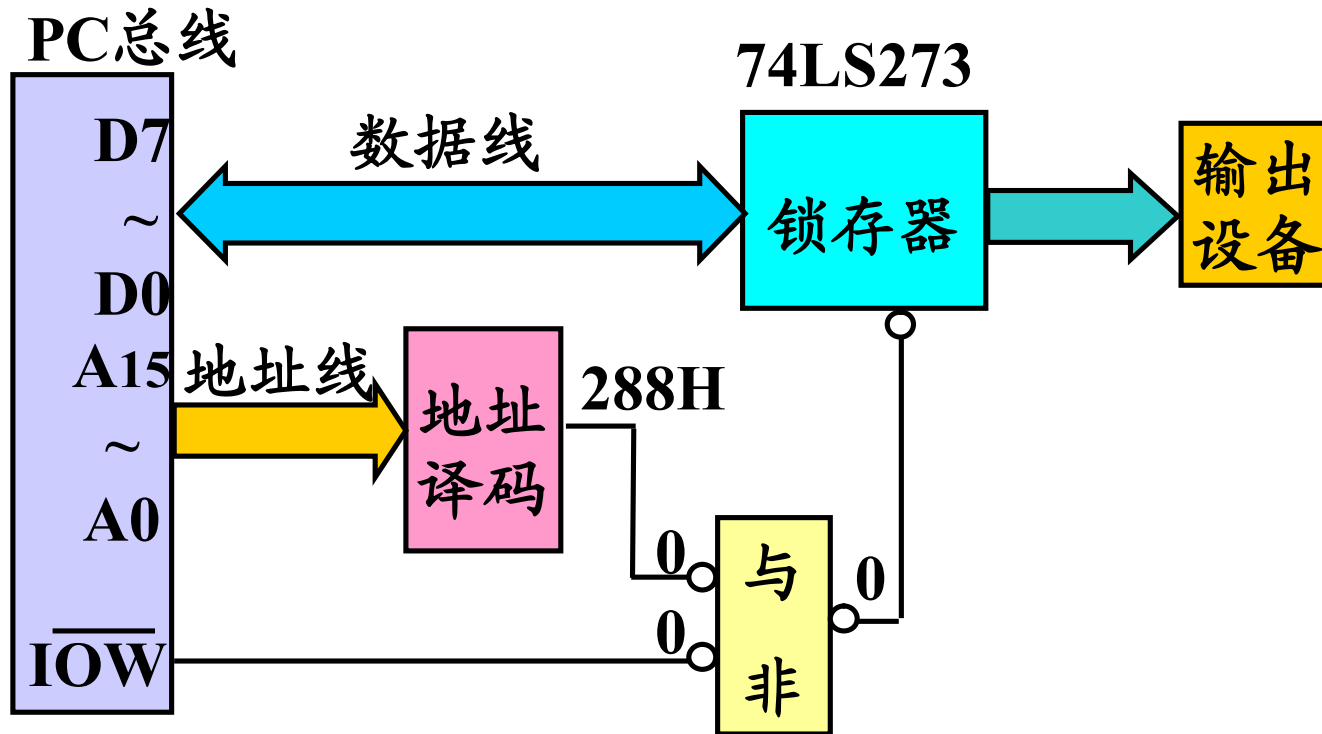 PC总线
74LS273
D7
~
D0
A15
~
A0
IOW
数据线
锁存器
输出
设备
地址线
地址
译码
288H
0
0
与
非
0